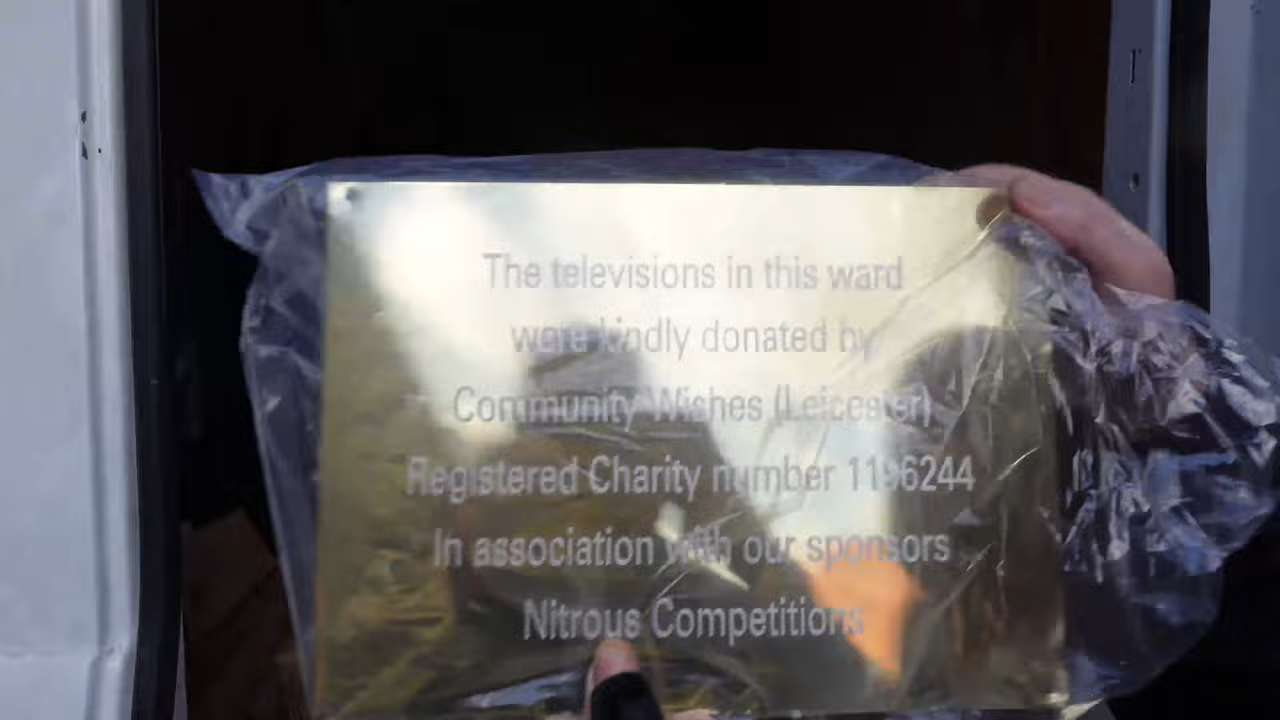 The televisions in this ward
were kindly donated by
Community Wishes (Leicester)
Registered Charity number 1196244
In association with our sponsors
Nitrous Competitions